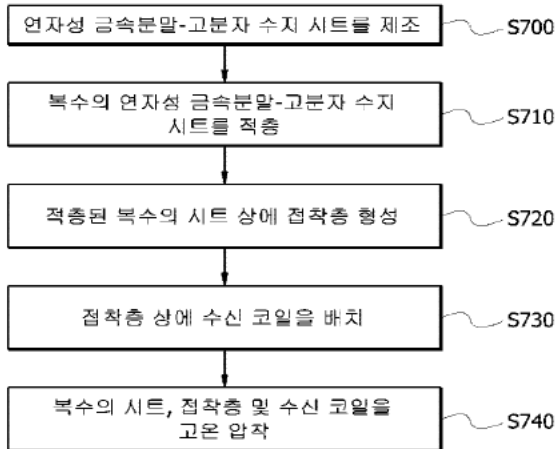 연자성 금속분말-고분자 수지 시트를 제조
S700
복수의 연자성 금속분말-고분자 수지
시트를 적층
S710
적층된 복수의 시트 상에 접착층 형성
S720
접착층 상에 수신 코일을 배치
S730
복수의 시트, 접착층 및 수신 코일을
고온 압착
S740